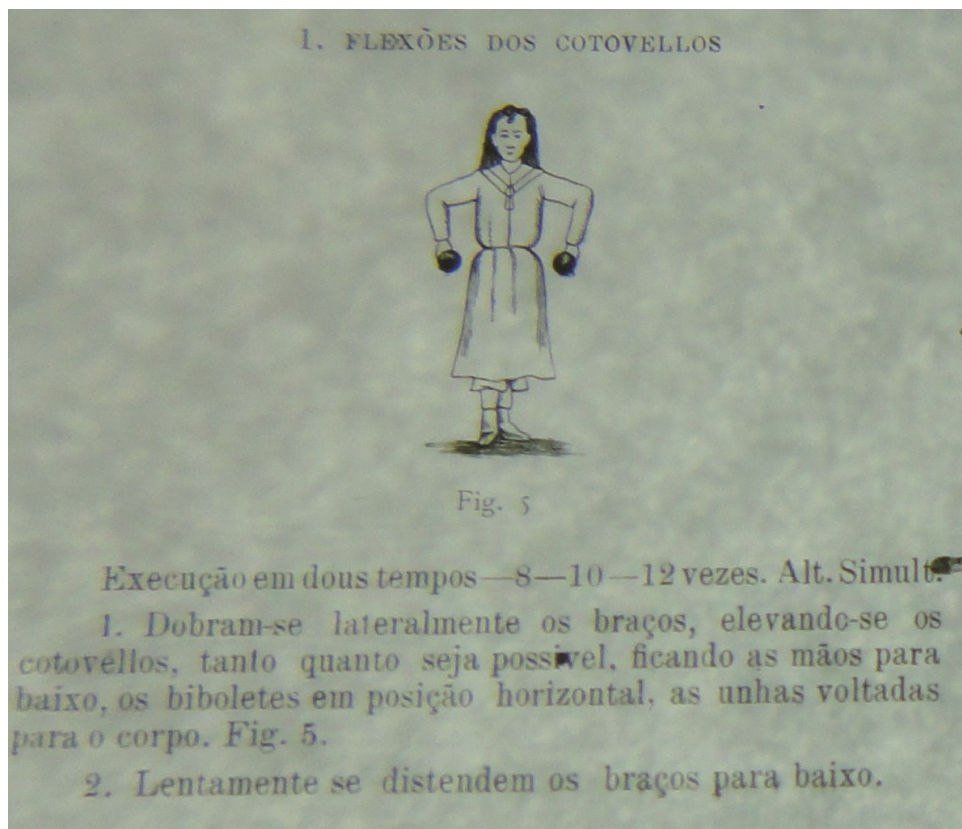 1. FLEXÕES DOS COTOVELLOS
Fig. 5
Execução em dous tempos—8—10—12 vezes. Alt. Simult.
1. Dobram-se lateralmente os braços, elevando-se os
cotovéllos, tanto quanto seja possivel, ficando as mãos para
baixo, os biboletes em posição horizontal, as unhas voltadas
para o corpo. Fig. 5.
2. Lentamente se distendem os braços para baixo.